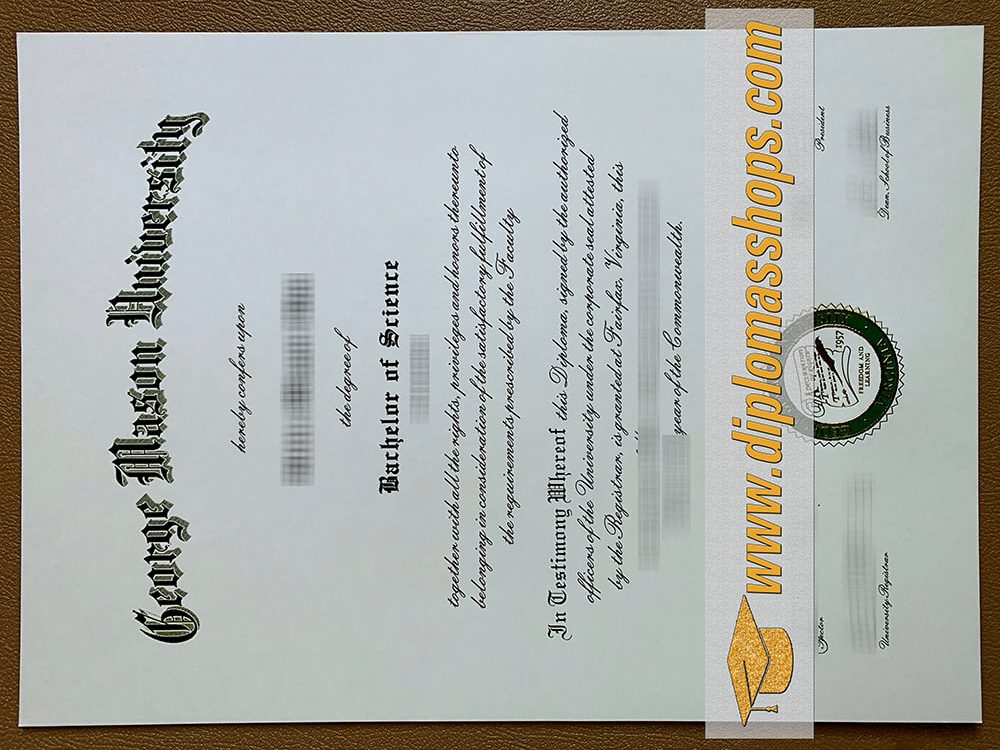 George Mason University
hereby confers upon
the degree of
Bachelor of Science
together with all the rights, privileges and honors thereunto
belonging in consideration of the satisfactory fulfillment of
the requirements prescribed by the Faculty
In Testimony Whereof this Diploma, signed by the authorized
officers of the University under the corporate seal attested
by the Registrar, is granted at Fairfax, Virginia, this
year of the Commonwealth.
www.diplomasshops.com
Rector
President
1957
FREEDOM AND
LEARNING
University Registrar
Dean, School of Business